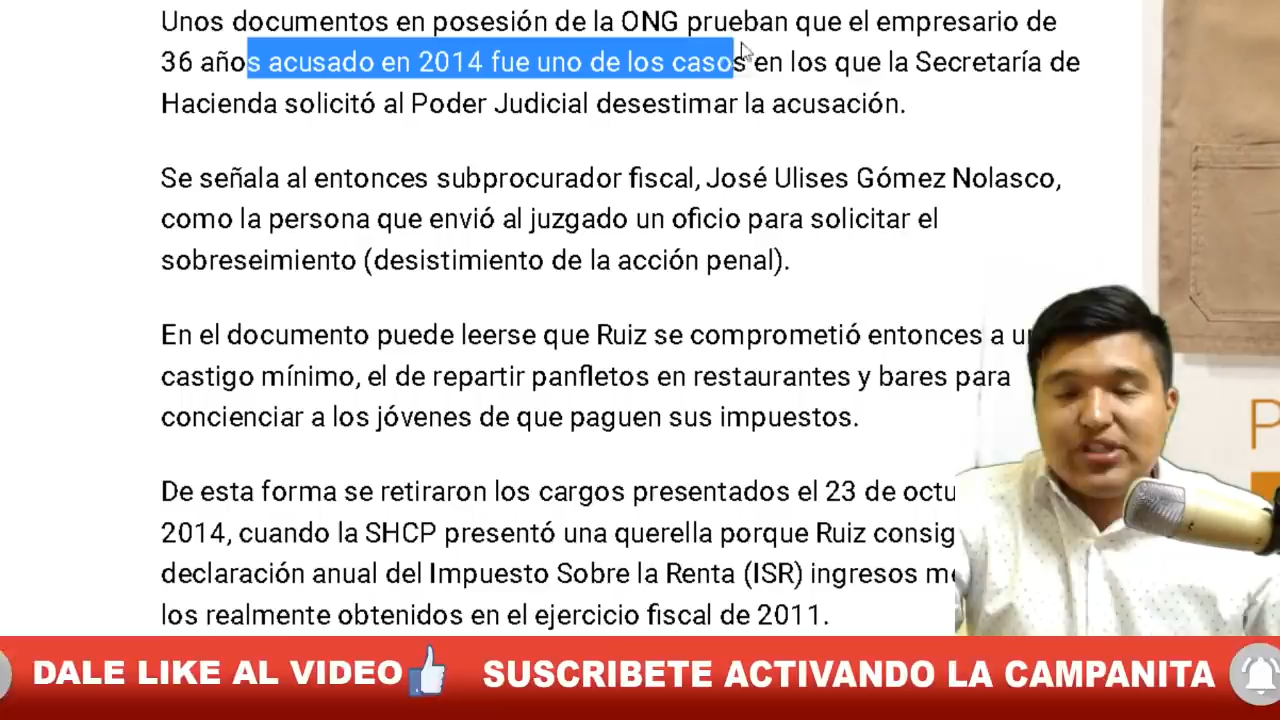 Unos documentos en posesión de la ONG prueban que el empresario de
36 años acusado en 2014 fue uno de los casos en los que la Secretaría de
Hacienda solicitó al Poder Judicial desestimar la acusación.
Se señala al entonces subprocurador fiscal, José Ulises Gómez Nolasco,
como la persona que envió al juzgado un oficio para solicitar el
sobreseimiento (desistimiento de la acción penal).
En el documento puede leerse que Ruiz se comprometió entonces a
castigo mínimo, el de repartir panfletos en restaurantes y bares para
concienciar a los jóvenes de que paguen sus impuestos.
De esta forma se retiraron los cargos presentados el 23 de
2014, cuando la SHCP presentó una querella porque Ruiz
declaración anual del Impuesto Sobre la Renta (ISR) ingresos
los realmente obtenidos en el ejercicio fiscal de 2011.
DALE LIKE AL VIDEO SUSCRIBETE ACTIVANDO LA CAMPANITA